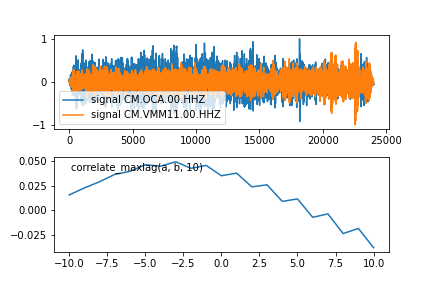 1
0
−1
signal CM.OCA.00.HHZ
signal CM.VMM11.00.HHZ
0 5000 10000 15000 20000 25000
correlate_maxlag(a, b, 10)
0.050
0.025
0.000
−0.025
−10.0 −7.5 −5.0 −2.5 0.0 2.5 5.0 7.5 10.0